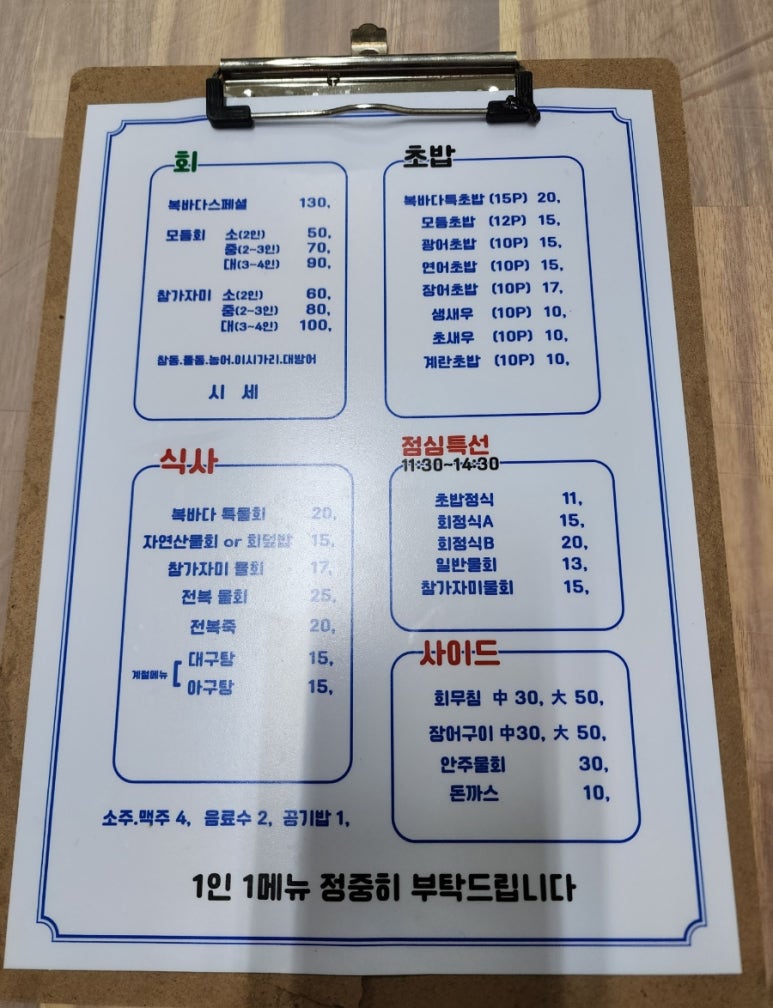 회
복바다스페셜 130,
모듬회 소(2인) 50,
중(2~3인) 70,
대(3~4인) 90,
참가자미 소(2인) 60,
중(2~3인) 80,
대(3~4인) 100,
참돔.돌돔.농어.이시가리.대방어
시 세
초밥
복바다특초밥 (15P) 20,
모듬초밥 (12P) 15,
광어초밥 (10P) 15,
연어초밥 (10P) 15,
장어초밥 (10P) 17,
생새우 (10P) 10,
초새우 (10P) 10,
계란초밥 (10P) 10,
식사
복바다 특물회 20,
자연산물회 or 회덮밥 15,
참가자미 물회 17,
전복 물회 25,
전복죽 20,
계절메뉴 [
대구탕 15,
아구탕 15,
점심특선
11:30~14:30
초밥정식 11,
회정식A 15,
회정식B 20,
일반물회 13,
참가자미물회 15,
사이드
회무침 中 30, 大 50,
장어구이 中30, 大 50,
안주물회 30,
돈까스 10,
소주.맥주 4, 음료수 2, 공기밥 1,
1인 1메뉴 정중히 부탁드립니다